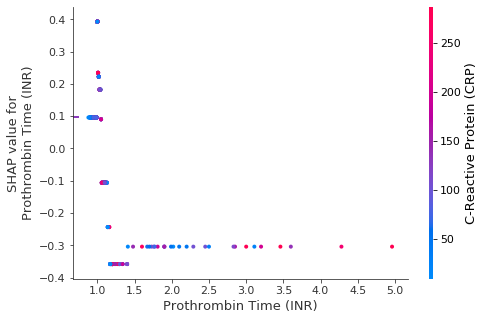 0.4
0.3
0.2
0.1
0.0
−0.1
−0.2
−0.3
−0.4
SHAP value for
Prothrombin Time (INR)
1.0 1.5 2.0 2.5 3.0 3.5 4.0 4.5 5.0
Prothrombin Time (INR)
250
200
150
100
50
C-Reactive Protein (CRP)